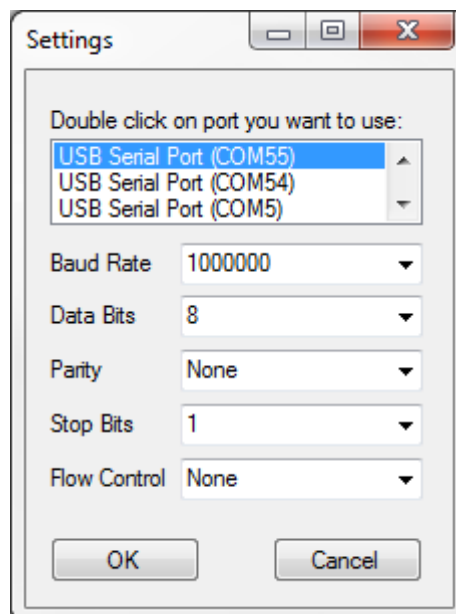 Settings
Double click on port you want to use:
USB Serial Port (COM55)
USB Serial Port (COM54)
USB Serial Port (COM5)
Baud Rate 1000000
Data Bits 8
Parity None
Stop Bits 1
Flow Control None
OK Cancel